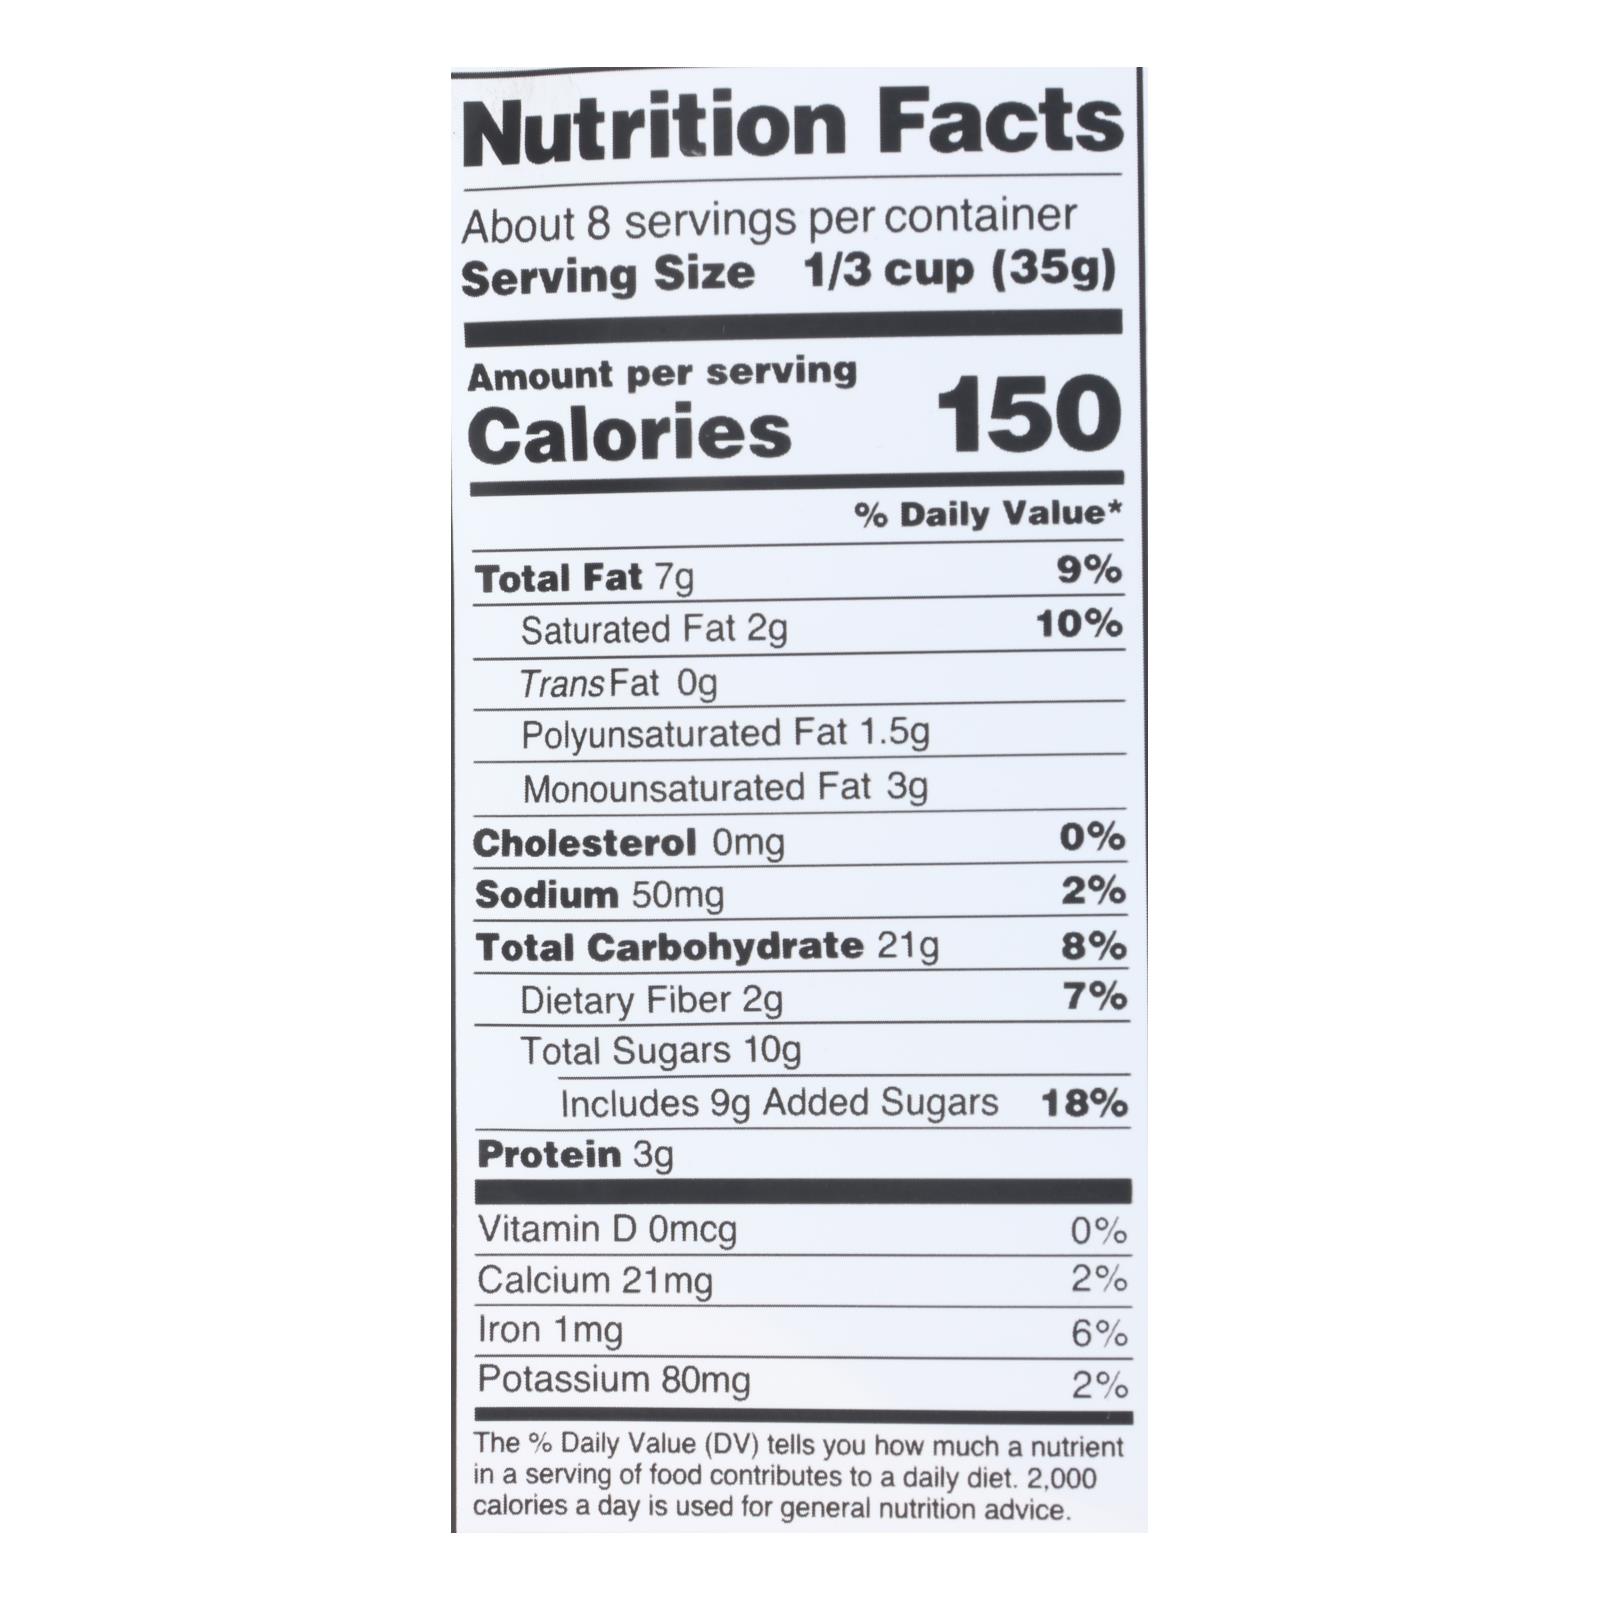 Nutrition Facts
About 8 servings per container
Serving Size 1/3 cup (35g)
Amount per serving
Calories 150
% Daily Value*
Total Fat 7g 9%
Saturated Fat 2g 10%
Trans Fat 0g
Polyunsaturated Fat 1.5g
Monounsaturated Fat 3g
Cholesterol 0mg 0%
Sodium 50mg 2%
Total Carbohydrate 21g 8%
Dietary Fiber 2g 7%
Total Sugars 10g
Includes 9g Added Sugars 18%
Protein 3g
Vitamin D 0mcg 0%
Calcium 21mg 2%
Iron 1mg 6%
Potassium 80mg 2%
The % Daily Value (DV) tells you how much a nutrient
in a serving of food contributes to a daily diet. 2,000
calories a day is used for general nutrition advice.